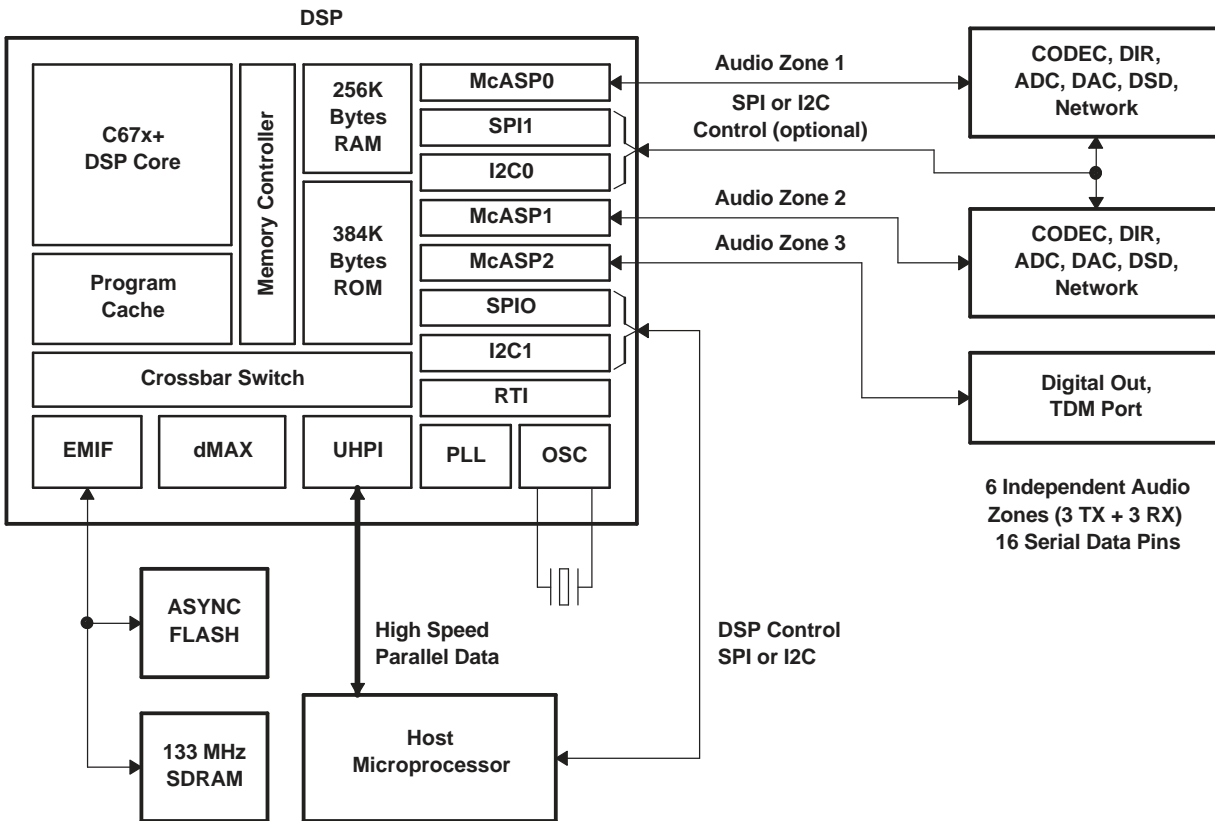 DSP
C67x+
DSP Core
Program
Cache
Memory Controller
256K
Bytes
RAM
384K
Bytes
ROM
Crossbar Switch
EMIF
dMAX
UHPI
McASP0
SPI1
I2C0
McASP1
McASP2
SPIO
I2C1
RTI
PLL
OSC
Audio Zone 1
SPI or I2C
Control (optional)
Audio Zone 2
Audio Zone 3
CODEC, DIR,
ADC, DAC, DSD,
Network
CODEC, DIR,
ADC, DAC, DSD,
Network
Digital Out,
TDM Port
6 Independent Audio
Zones (3 TX + 3 RX)
16 Serial Data Pins
ASYNC
FLASH
133 MHz
SDRAM
High Speed
Parallel Data
Host
Microprocessor
DSP Control
SPI or I2C